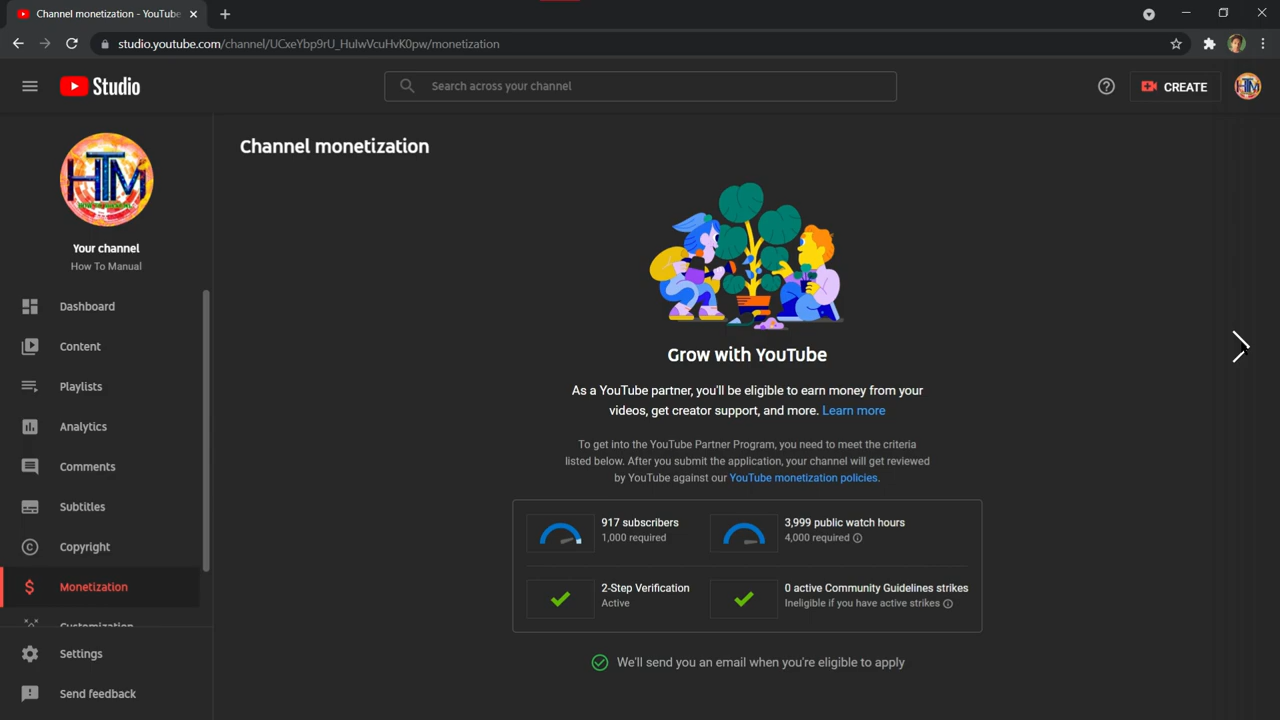 Channel monetization - YouTube
studio.youtube.com/channel/UCxeYbp9rU_HulwVcuHvK0pw/monetization
Studio
Search across your channel
CREATE
HTM
Channel monetization
HTM
Your channel
How To Manual
Dashboard
Content
Playlists
Analytics
Comments
Subtitles
Copyright
Monetization
Customization
Settings
Send feedback
Grow with YouTube
As a YouTube partner, you'll be eligible to earn money from your
videos, get creator support, and more. Learn more
To get into the YouTube Partner Program, you need to meet the criteria
listed below. After you submit the application, your channel will get reviewed
by YouTube against our YouTube monetization policies.
917 subscribers
1,000 required
3,999 public watch hours
4,000 required
2-Step Verification
Active
0 active Community Guidelines strikes
Ineligible if you have active strikes
We'll send you an email when you're eligible to apply